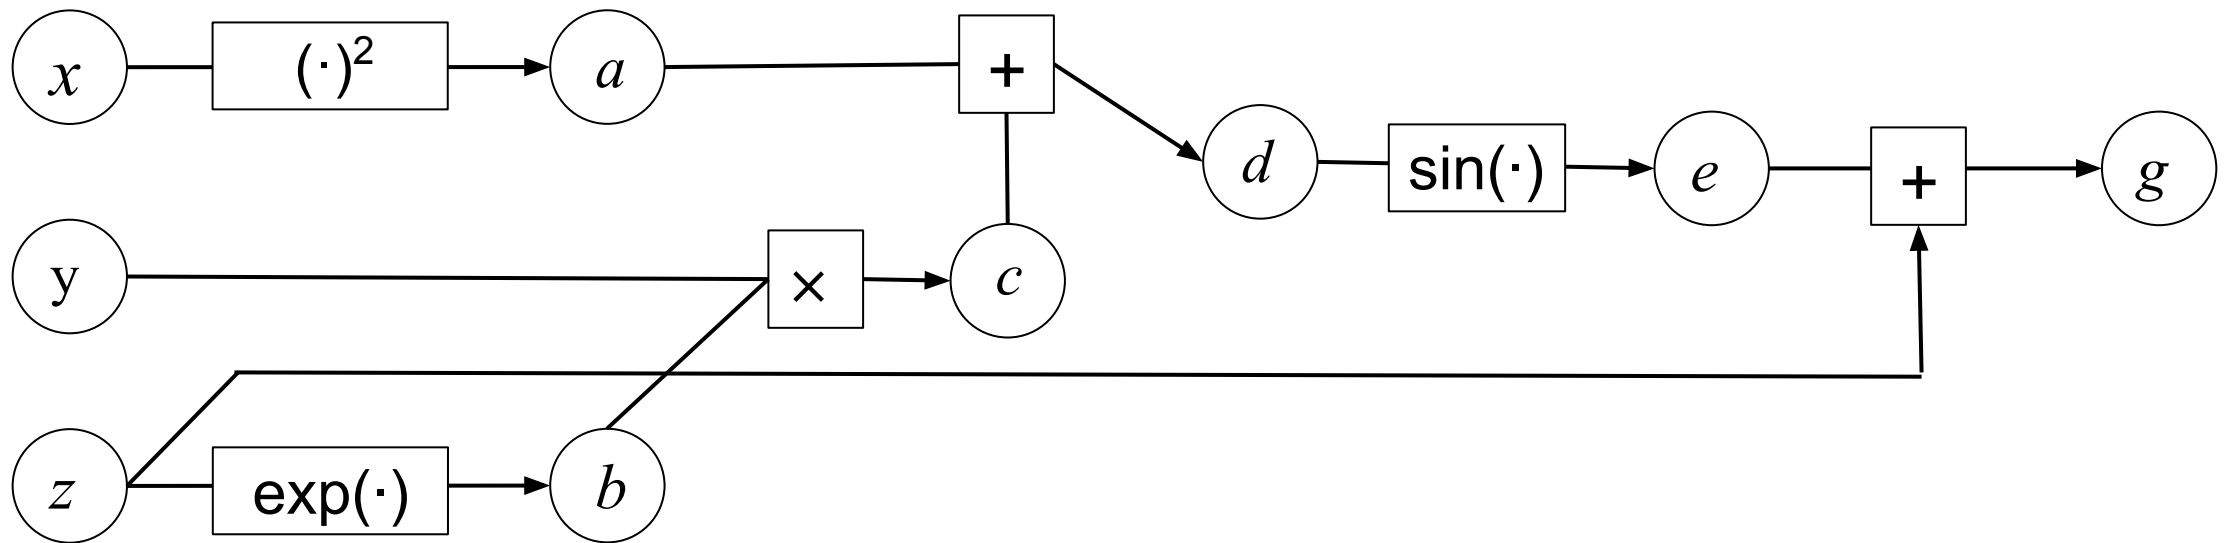 x (·)² a +
d sin(·) e + g
y × c
z exp(·) b